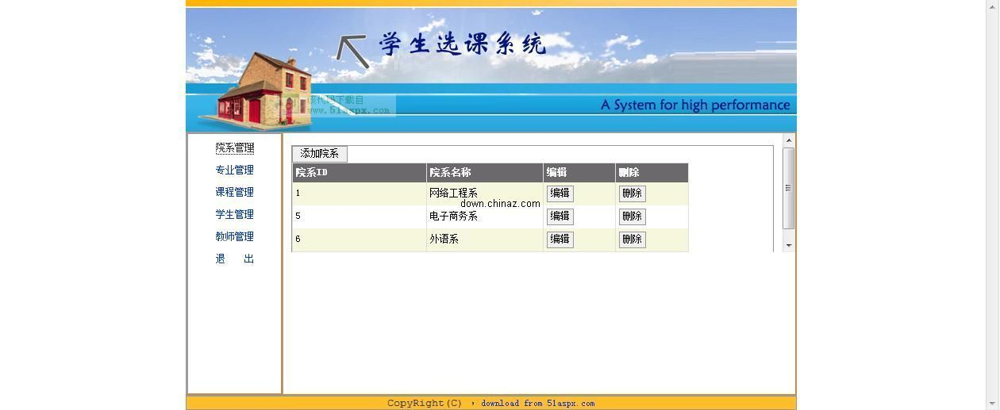 学生选课系统
该代码下载自
www.51aspx.com
A System for high performance
院系管理
专业管理
课程管理
学生管理
教师管理
退 出
添加院系
院系ID 院系名称 编辑 删除
1 网络工程系 编辑 删除
down.chinaz.com
5 电子商务系 编辑 删除
6 外语系 编辑 删除
CopyRight(C) ，download from 51aspx.com